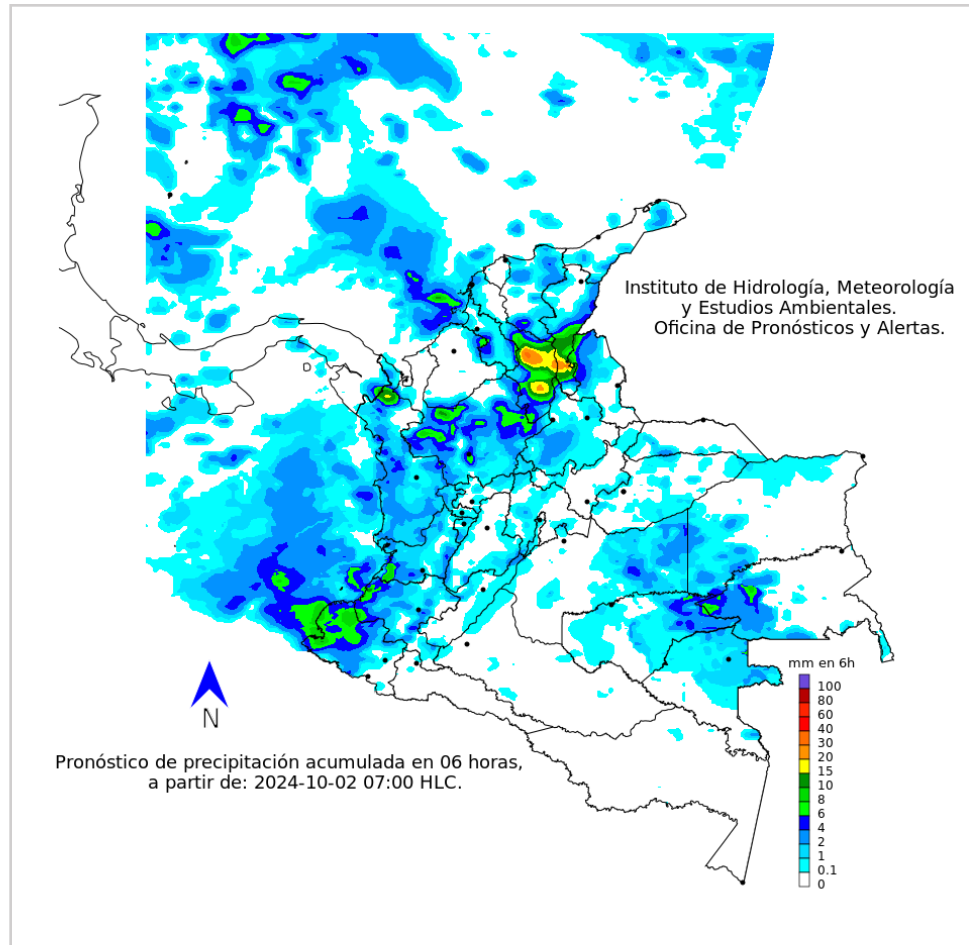 Instituto de Hidrología, Meteorología
y Estudios Ambientales.
Oficina de Pronósticos y Alertas.
mm en 6h
100
80
60
40
30
20
15
10
8
6
4
2
1
0.1
0
N
Pronóstico de precipitación acumulada en 06 horas,
a partir de: 2024-10-02 07:00 HLC.